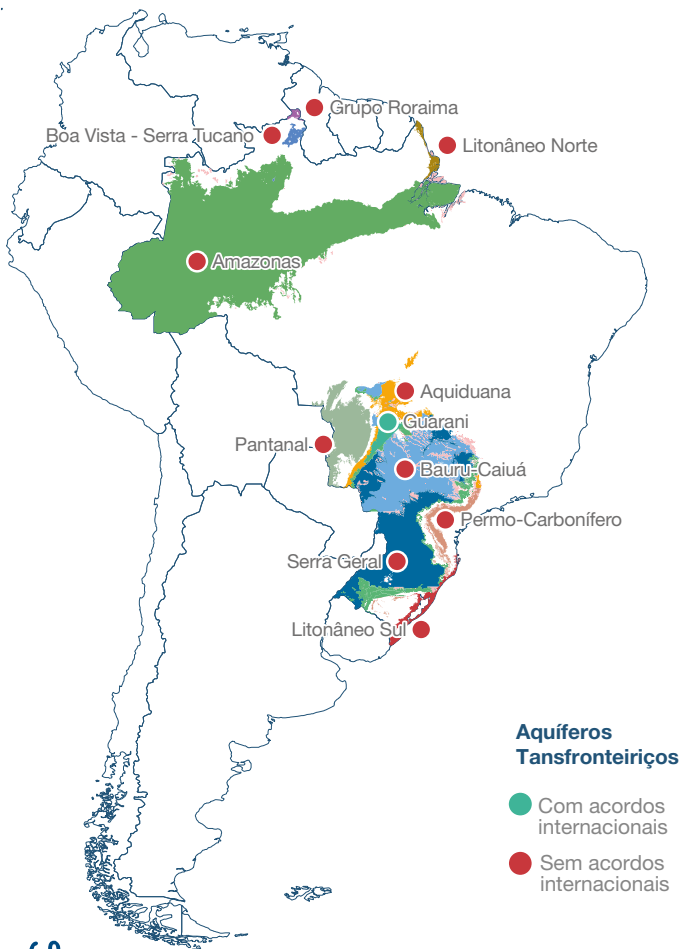 Grupo Roraima
Boa Vista - Serra Tucano
Litonâneo Norte
Amazonas
Aquiduana
Guarani
Pantanal
Bauru-Caiuá
Permo-Carbonífero
Serra Geral
Litonâneo Sul
Aquíferos
Tansfronteiriços
Com acordos
internacionais
Sem acordos
internacionais